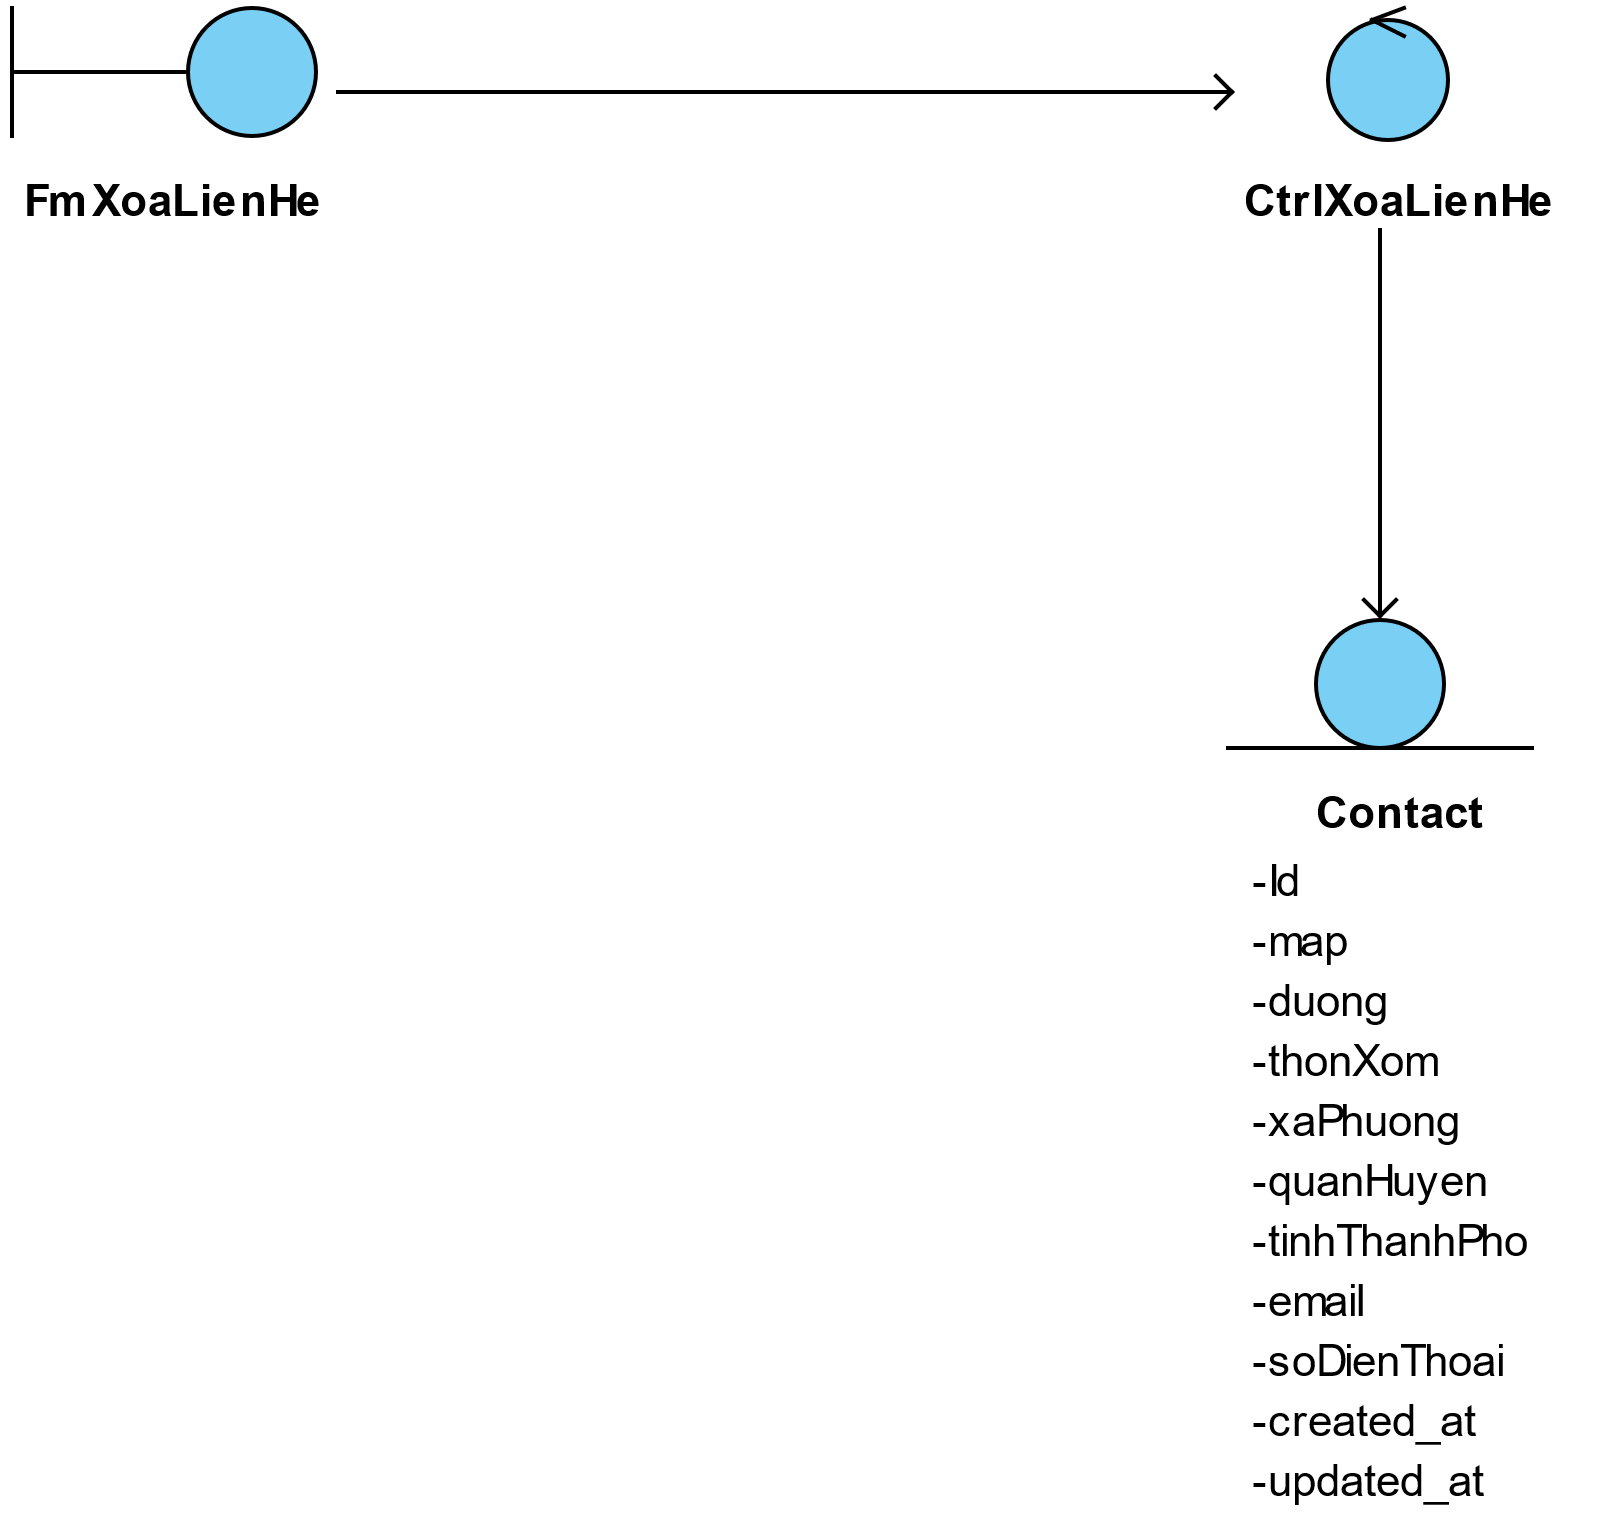 FmXoaLienHe
CtrlXoaLienHe
Contact
-Id
-map
-duong
-thonXom
-xaPhuong
-quanHuyen
-tinhThanhPho
-email
-soDienThoai
-created_at
-updated_at